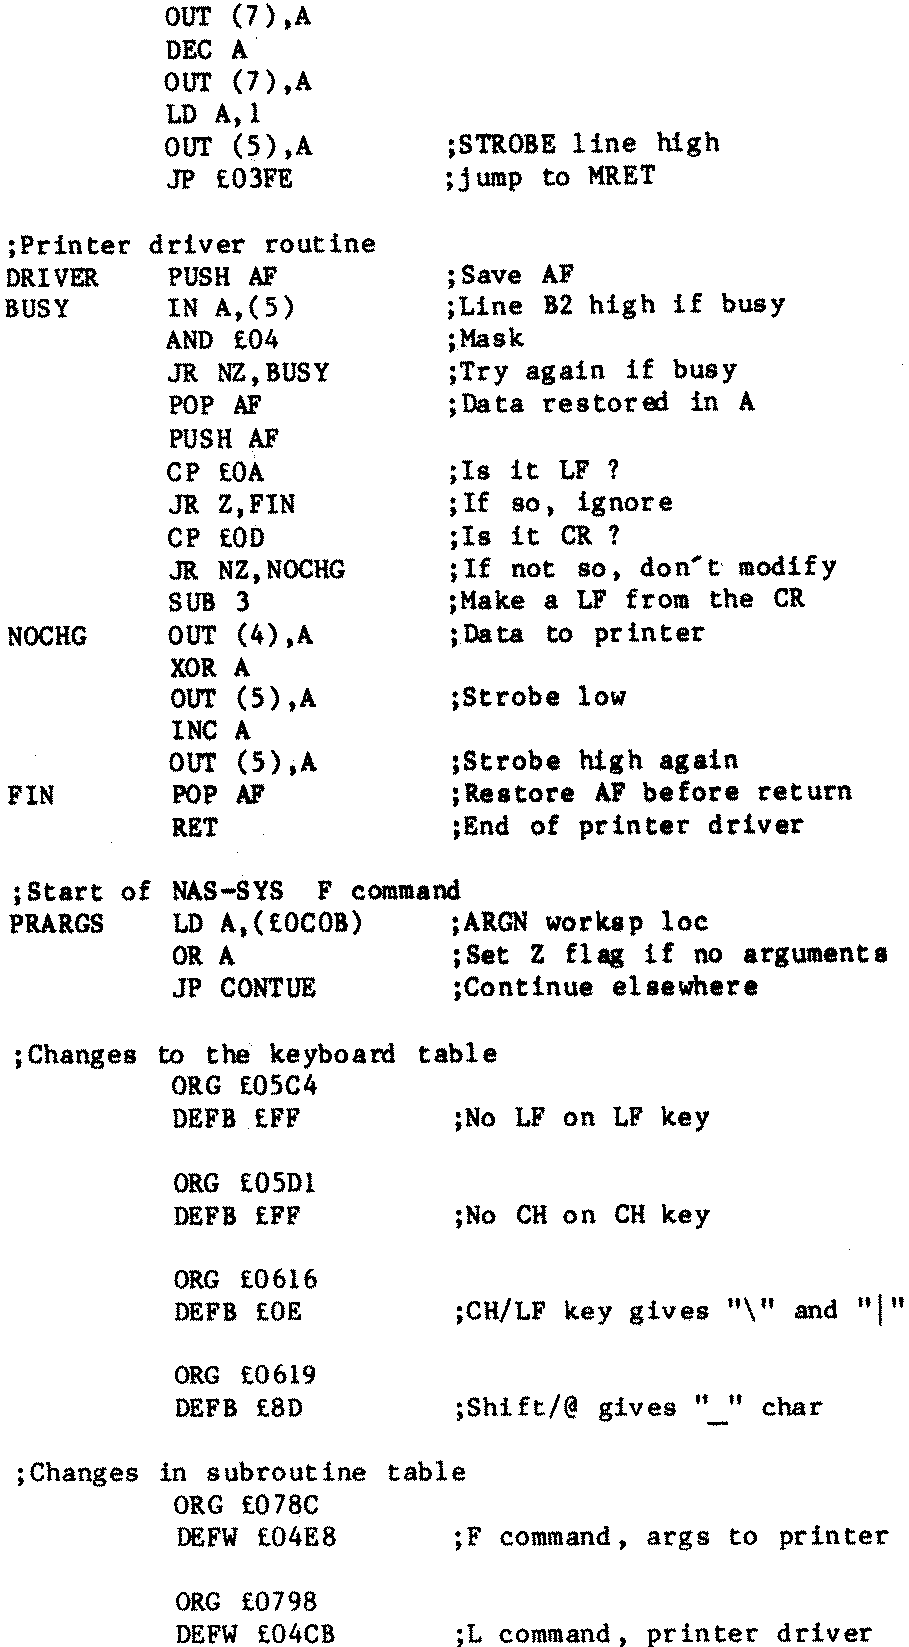 OUT (7),A
DEC A
OUT (7),A
LD A,1
OUT (5),A ;STROBE line high
JP £03FE ;jump to MRET
;Printer driver routine
DRIVER PUSH AF ;Save AF
BUSY IN A,(5) ;Line B2 high if busy
AND £04 ;Mask
JR NZ,BUSY ;Try again if busy
POP AF ;Data restored in A
PUSH AF
CP £0A ;Is it LF ?
JR Z,FIN ;If so, ignore
CP £0D ;Is it CR ?
JR NZ,NOCHG ;If not so, don't modify
SUB 3 ;Make a LF from the CR
NOCHG OUT (4),A ;Data to printer
XOR A
OUT (5),A ;Strobe low
INC A
OUT (5),A ;Strobe high again
FIN POP AF ;Restore AF before return
RET ;End of printer driver
;Start of NAS-SYS F command
PRARGS LD A,(£0C0B) ;ARGN worksp loc
OR A ;Set Z flag if no arguments
JP CONTUE ;Continue elsewhere
;Changes to the keyboard table
ORG £05C4
DEFB £FF ;No LF on LF key
ORG £05D1
DEFB £FF ;No CH on CH key
ORG £0616
DEFB £0E ;CH/LF key gives "\" and "|"
ORG £0619
DEFB £8D ;Shift/@ gives "_" char
;Changes in subroutine table
ORG £078C
DEFW £04E8 ;F command, args to printer
ORG £0798
DEFW £04CB ;L command, printer driver